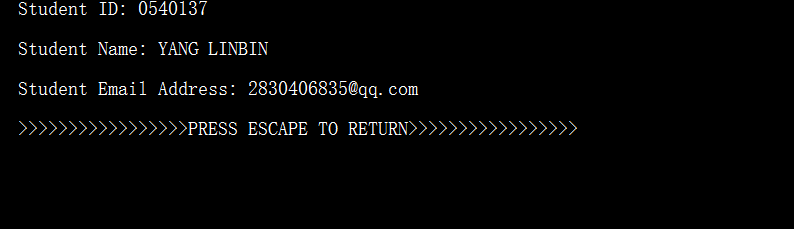 Student ID: 0540137
Student Name: YANG LINBIN
Student Email Address: 2830406835@qq.com
>>>>>>>>>>>>>>>>>PRESS ESCAPE TO RETURN>>>>>>>>>>>>>>>>>